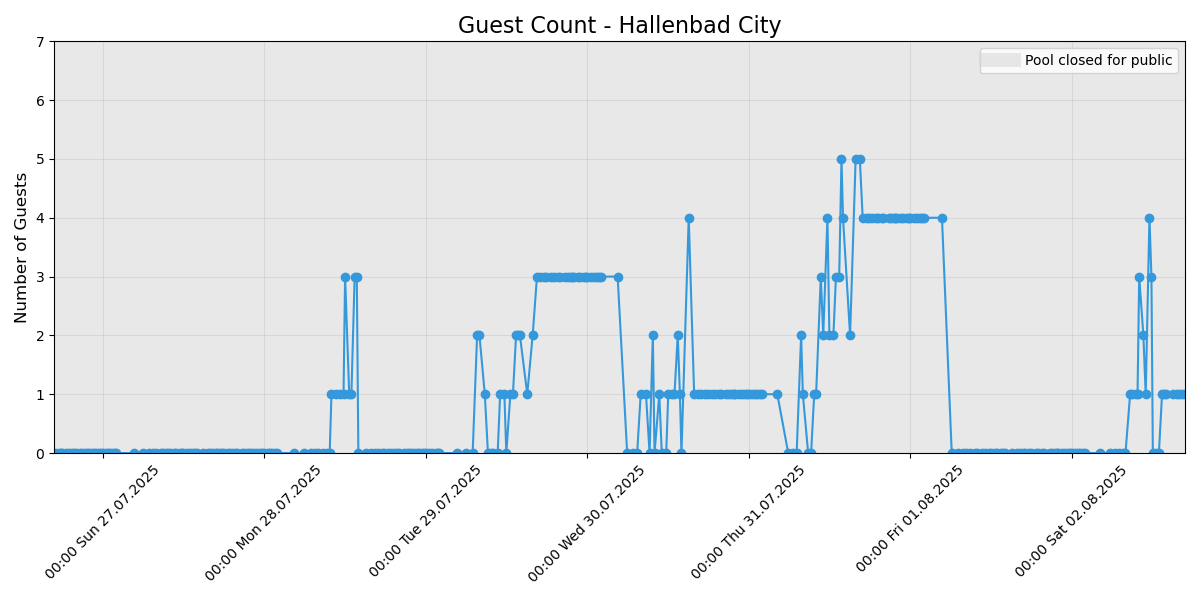 Guest Count - Hallenbad City
Pool closed for public
Number of Guests
7
6
5
4
3
2
1
0
00:00 Sun 27.07.2025
00:00 Mon 28.07.2025
00:00 Tue 29.07.2025
00:00 Wed 30.07.2025
00:00 Thu 31.07.2025
00:00 Fri 01.08.2025
00:00 Sat 02.08.2025